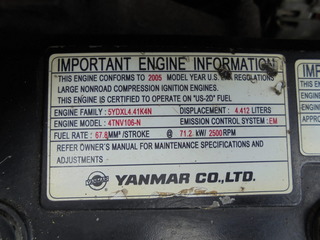 IMPORTANT ENGINE INFORMATION
THIS ENGINE CONFORMS TO 2005 MODEL YEAR U.S. REGULATIONS
LARGE NONROAD COMPRESSION IGNITION ENGINES.
THIS ENGINE IS CERTIFIED TO OPERATE ON "US-2D" FUEL
ENGINE FAMILY : 5YDXL4.41K4N DISPLACEMENT : 4.412 LITERS
ENGINE MODEL : 4TNV106-N EMISSION CONTROL SYSTEM : EM
FUEL RATE : 67.8 MM³/STROKE @ 71.2 kW/ 2500 RPM
REFER OWNER'S MANUAL FOR MAINTENANCE SPECIFICATIONS AND
ADJUSTMENTS
YANMAR CO.,LTD.